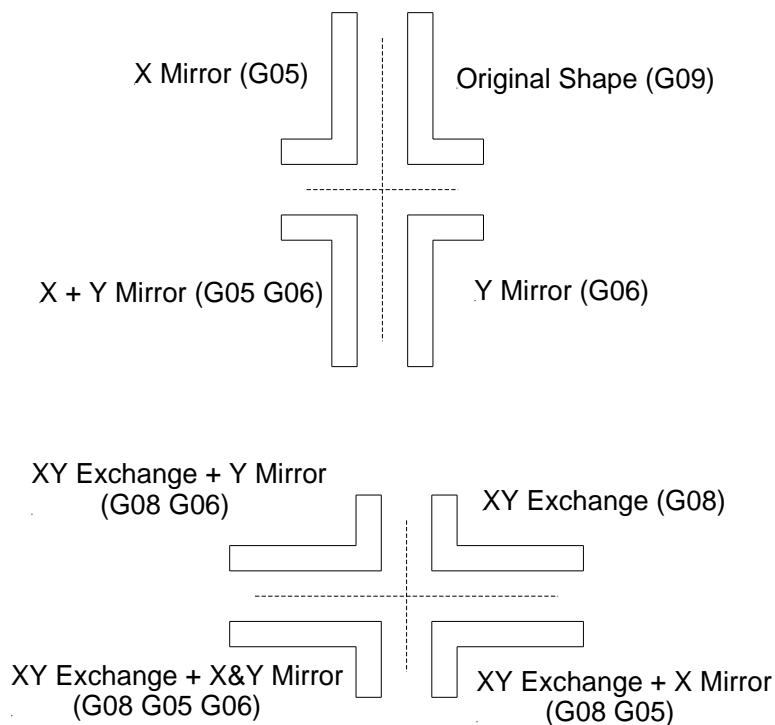 X Mirror (G05)
Original Shape (G09)
X + Y Mirror (G05 G06)
Y Mirror (G06)
XY Exchange + Y Mirror
(G08 G06)
XY Exchange (G08)
XY Exchange + X&Y Mirror
(G08 G05 G06)
XY Exchange + X Mirror
(G08 G05)